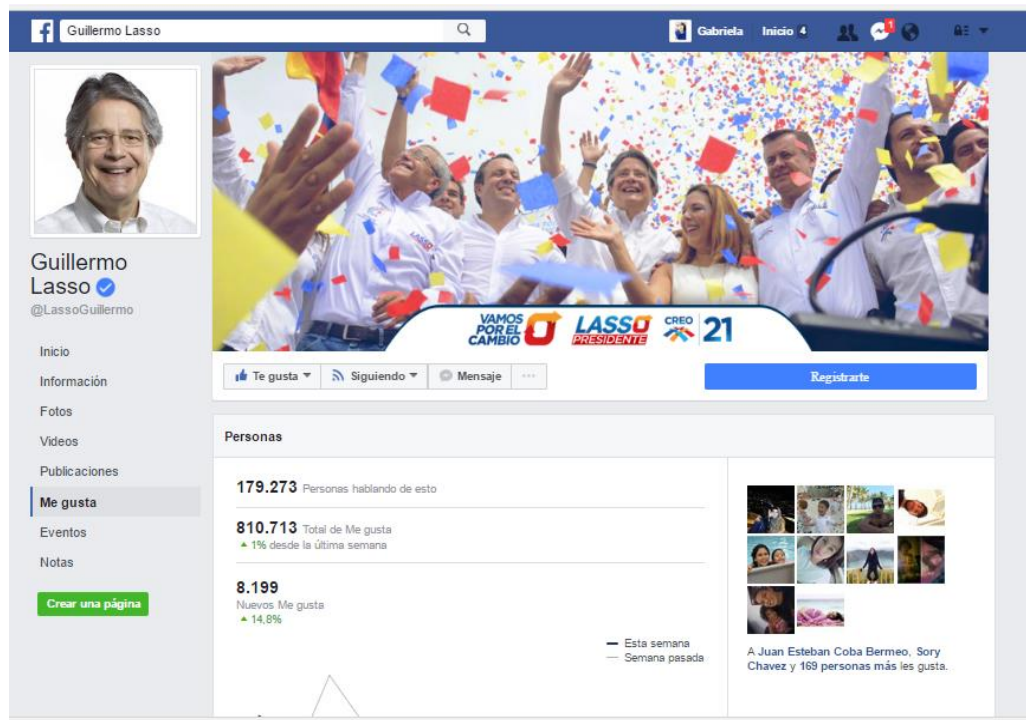 Guillermo Lasso
Gabriela Inicio 4
1
Guillermo
Lasso
@LassoGuillermo
Inicio
Información
Fotos
Videos
Publicaciones
Me gusta
Eventos
Notas
Crear una página
LASSO
VAMOS
POR EL
CAMBIO
LASSO
PRESIDENTE
CREO
21
Te gusta Siguiendo Mensaje ...
Registrarte
Personas
179.273 Personas hablando de esto
810.713 Total de Me gusta
1% desde la última semana
8.199
Nuevos Me gusta
14,8%
Esta semana
Semana pasada
A Juan Esteban Coba Bermeo, Sory
Chavez y 169 personas más les gusta.